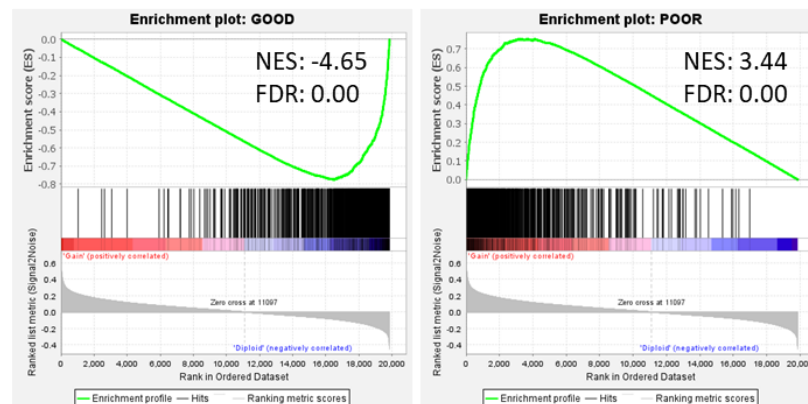 Enrichment plot: GOOD
NES: -4.65
FDR: 0.00
Enrichment score (ES)
0.0
-0.1
-0.2
-0.3
-0.4
-0.5
-0.6
-0.7
-0.8
'Gain' (positively correlated)
Ranked list metric (Signal2Noise)
0.6
0.4
0.2
0.0
-0.2
-0.4
Zero cross at 11097
'Diploid' (negatively correlated)
0 2,000 4,000 6,000 8,000 10,000 12,000 14,000 16,000 18,000 20,000
Rank in Ordered Dataset
Enrichment profile Hits Ranking metric scores
Enrichment plot: POOR
NES: 3.44
FDR: 0.00
Enrichment score (ES)
0.7
0.6
0.5
0.4
0.3
0.2
0.1
0.0
'Gain' (positively correlated)
Ranked list metric (Signal2Noise)
0.6
0.4
0.2
0.0
-0.2
-0.4
Zero cross at 11097
'Diploid' (negatively correlated)
0 2,000 4,000 6,000 8,000 10,000 12,000 14,000 16,000 18,000 20,00
Rank in Ordered Dataset
Enrichment profile Hits Ranking metric scores